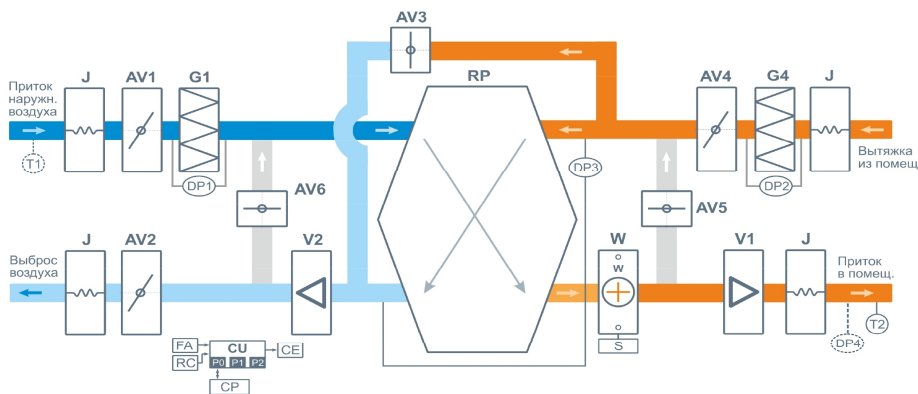 AV3
J
AV1
G1
RP
AV4
G4
J
Приток
наружн.
воздуха
T1
DP1
DP3
DP2
Вытяжка
из помещ
AV6
AV5
J
AV2
V2
W
V1
J
Выброс
воздуха
w
Приток
в помещ.
S
DP4
T2
FA
RC
CU
P0 P1 P2
CE
CP